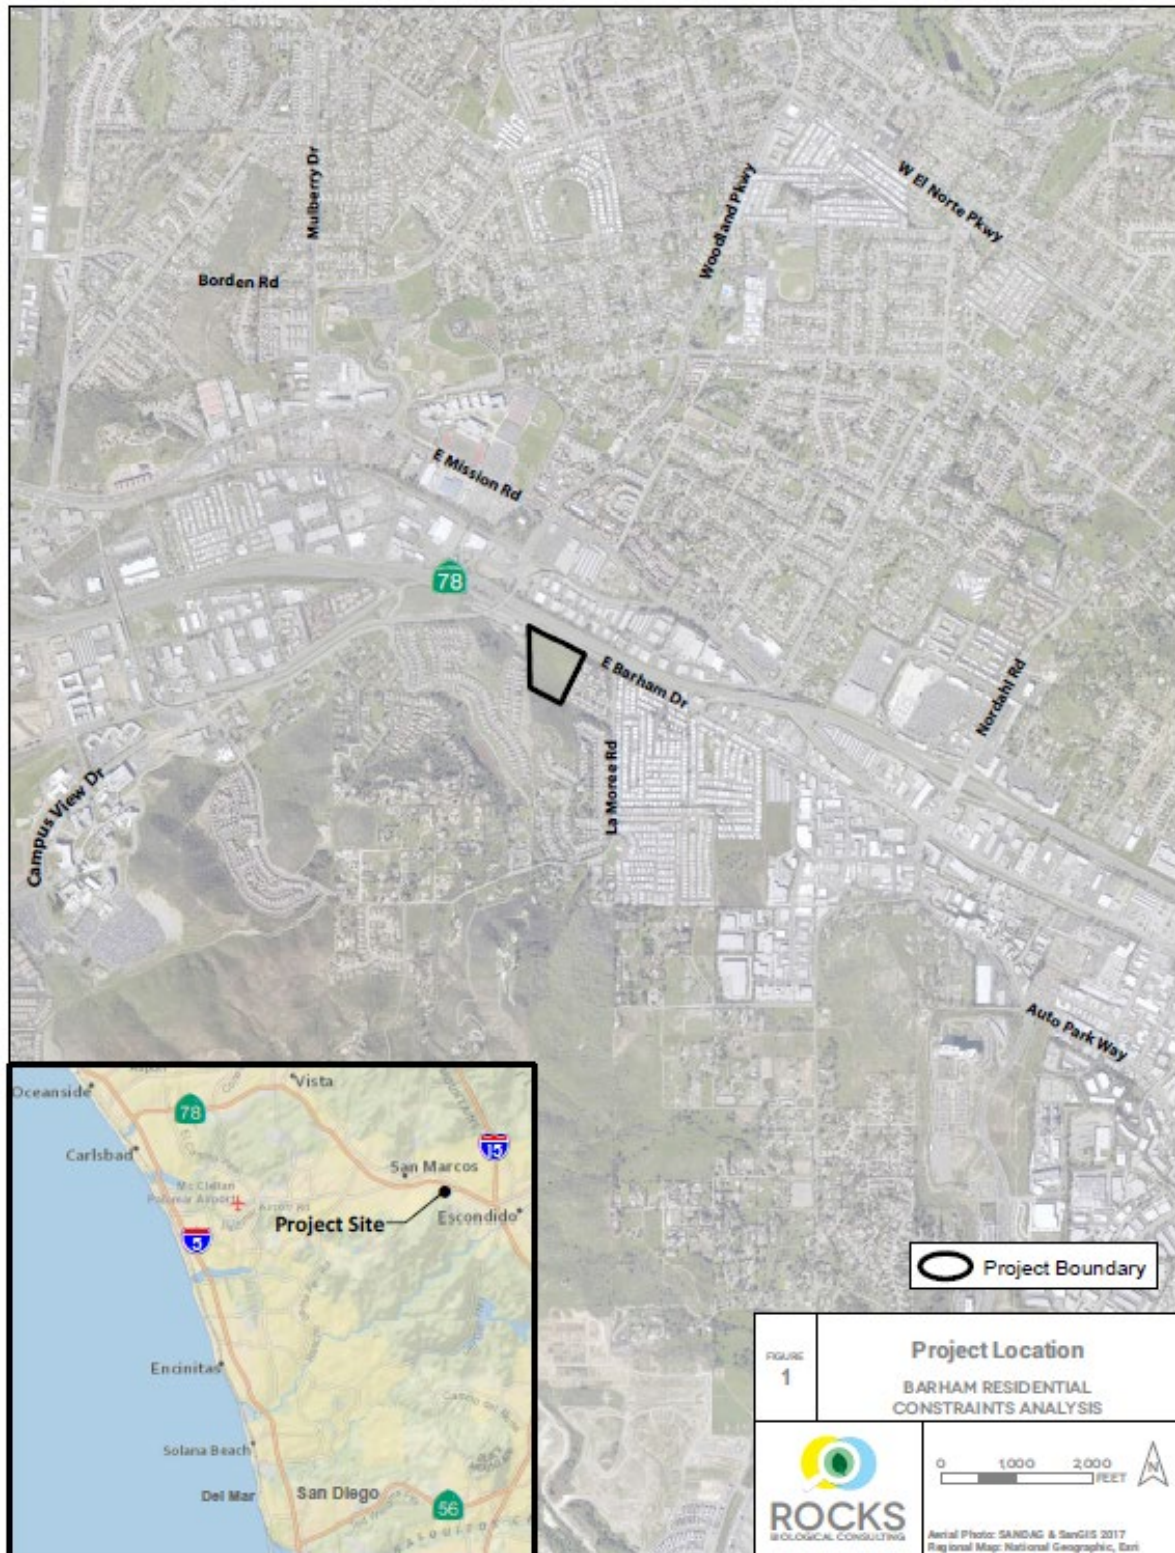 Mulberry Dr
Borden Rd
Woodland Pkwy
W El Norte Pkwy
E Mission Rd
78
E Barham Dr
Nordahl Rd
La Moree Rd
Campus View Dr
Auto Park Way
Oceanside
Vista
78
Carlsbad
San Marcos
15
McClellan
Palomar Airport
Project Site
Escondido
5
Encinitas
Solana Beach
Del Mar
San Diego
56
Project Boundary
FIGURE
1
Project Location
BARHAM RESIDENTIAL
CONSTRAINTS ANALYSIS
ROCKS
BIOLOGICAL CONSULTING
0 1,000 2,000
FEET
N
Aerial Photo: SANDAG & SanGIS 2017
Regional Map: National Geographic, Esri